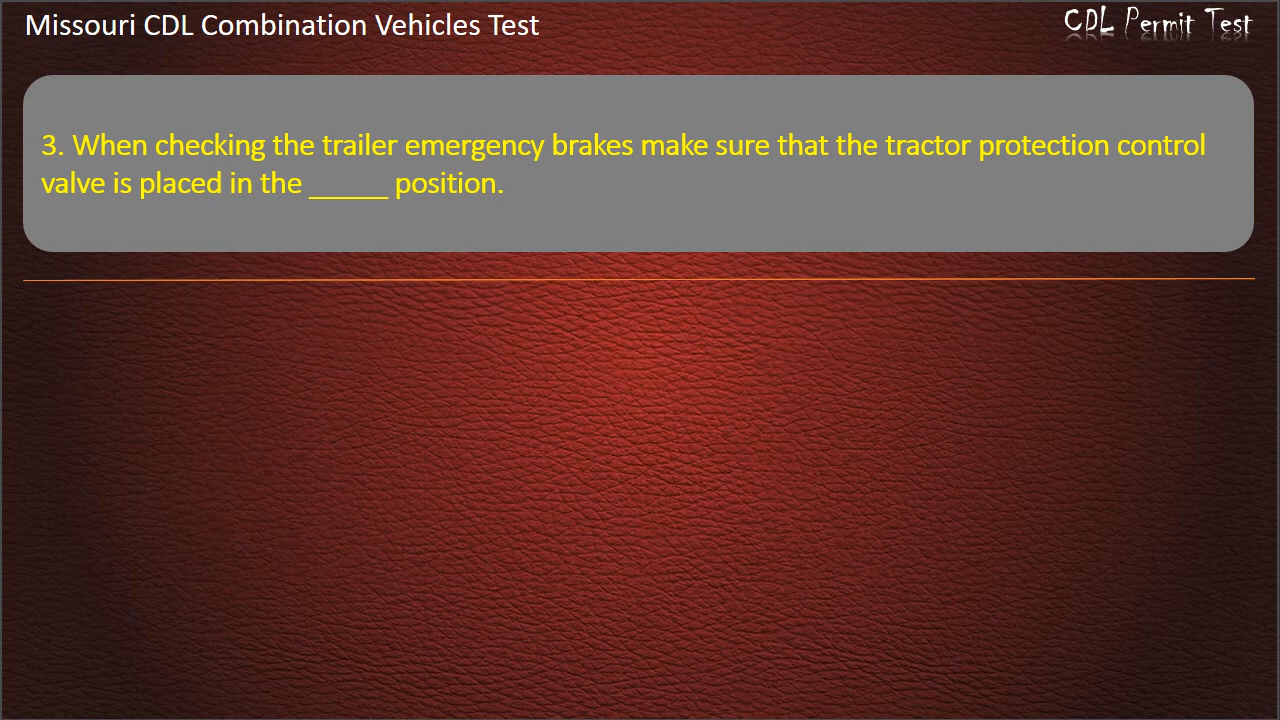 Missouri CDL Combination Vehicles Test
CDL Permit Test
3. When checking the trailer emergency brakes make sure that the tractor protection control
valve is placed in the ______ position.